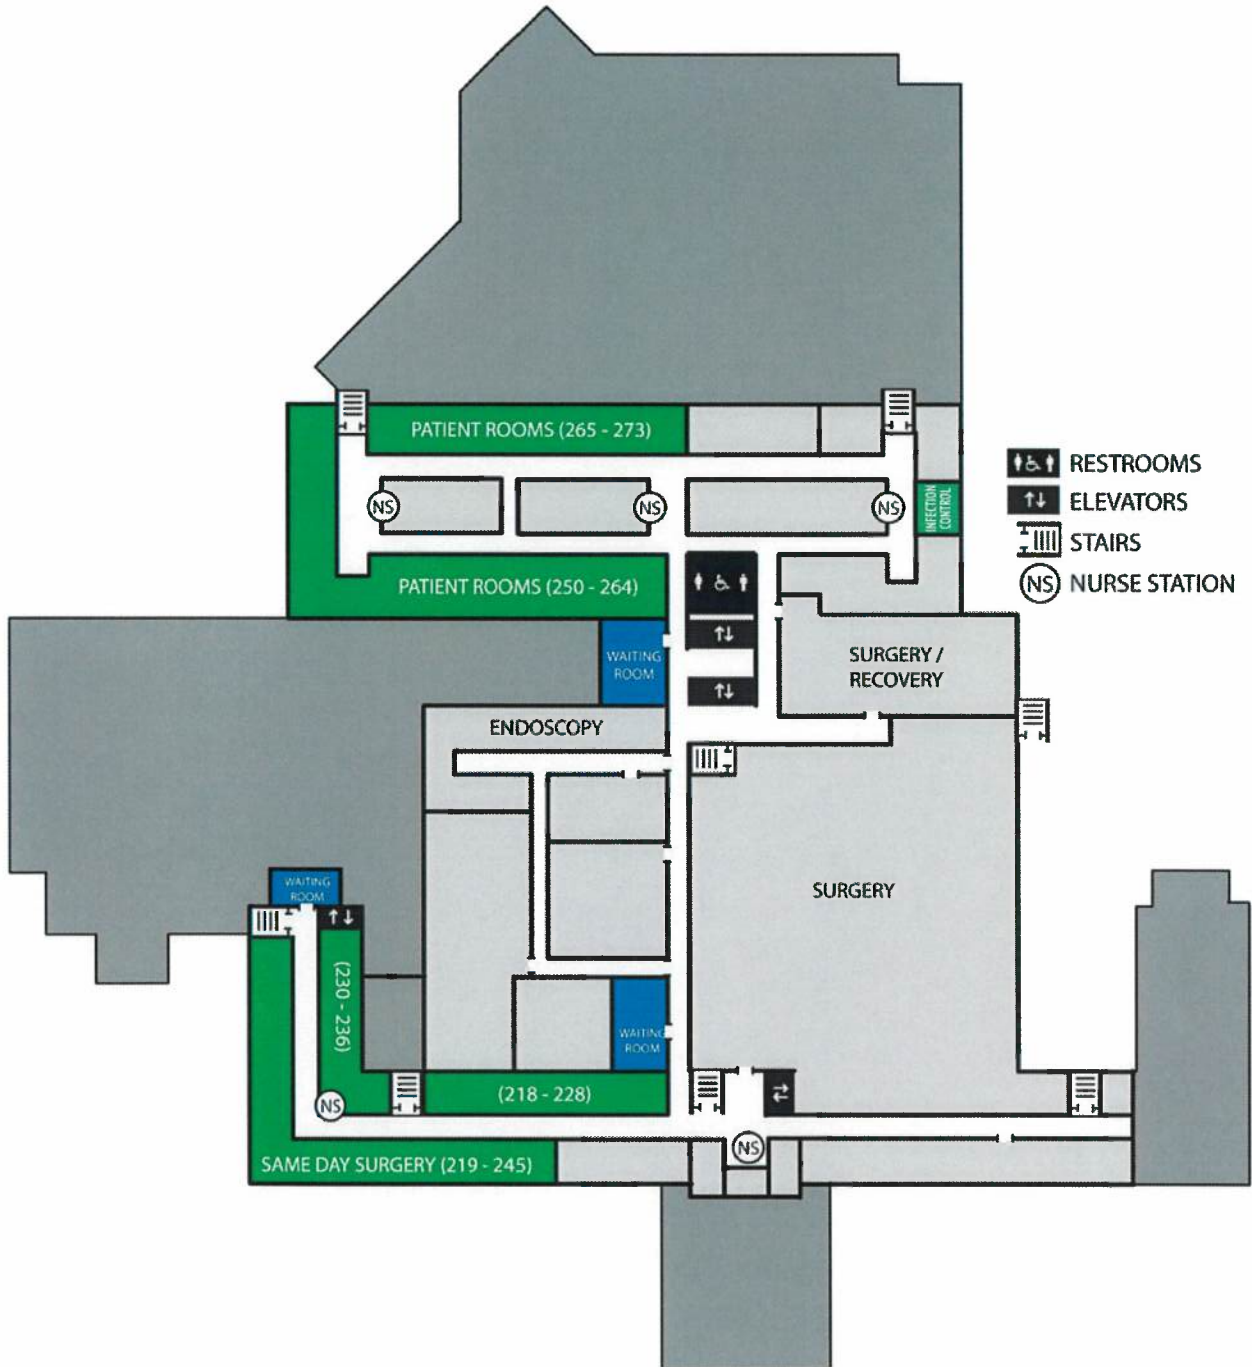 PATIENT ROOMS (265 - 273)
NS
NS
NS
INFECTION
CONTROL
RESTROOMS
ELEVATORS
STAIRS
NS
NURSE STATION
PATIENT ROOMS (250 - 264)
WAITING
ROOM
SURGERY /
RECOVERY
ENDOSCOPY
SURGERY
WAITING
ROOM
(230 - 236)
WAITING
ROOM
(218 - 228)
NS
NS
SAME DAY SURGERY (219 - 245)